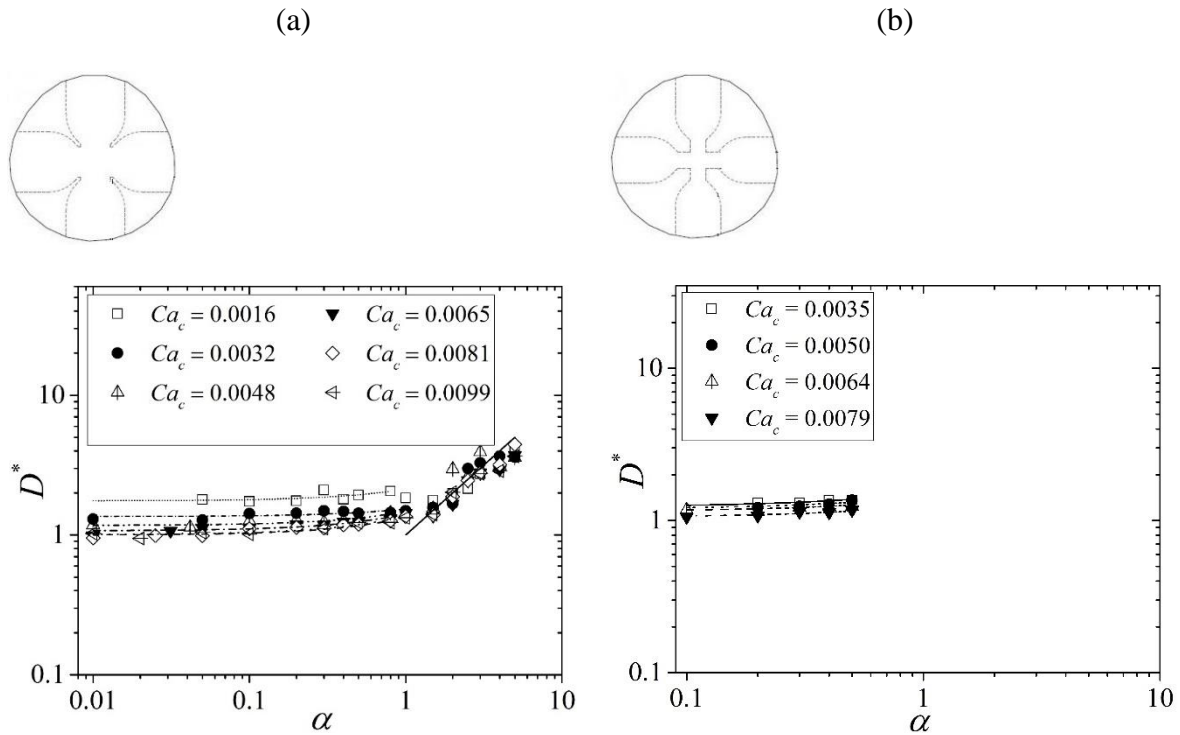 (a)
(b)
Ca_c = 0.0016
Ca_c = 0.0065
Ca_c = 0.0032
Ca_c = 0.0081
Ca_c = 0.0048
Ca_c = 0.0099
D*
10
1
0.1
0.01
0.1
1
10
α
Ca_c = 0.0035
Ca_c = 0.0050
Ca_c = 0.0064
Ca_c = 0.0079
D*
10
1
0.1
0.1
1
10
α